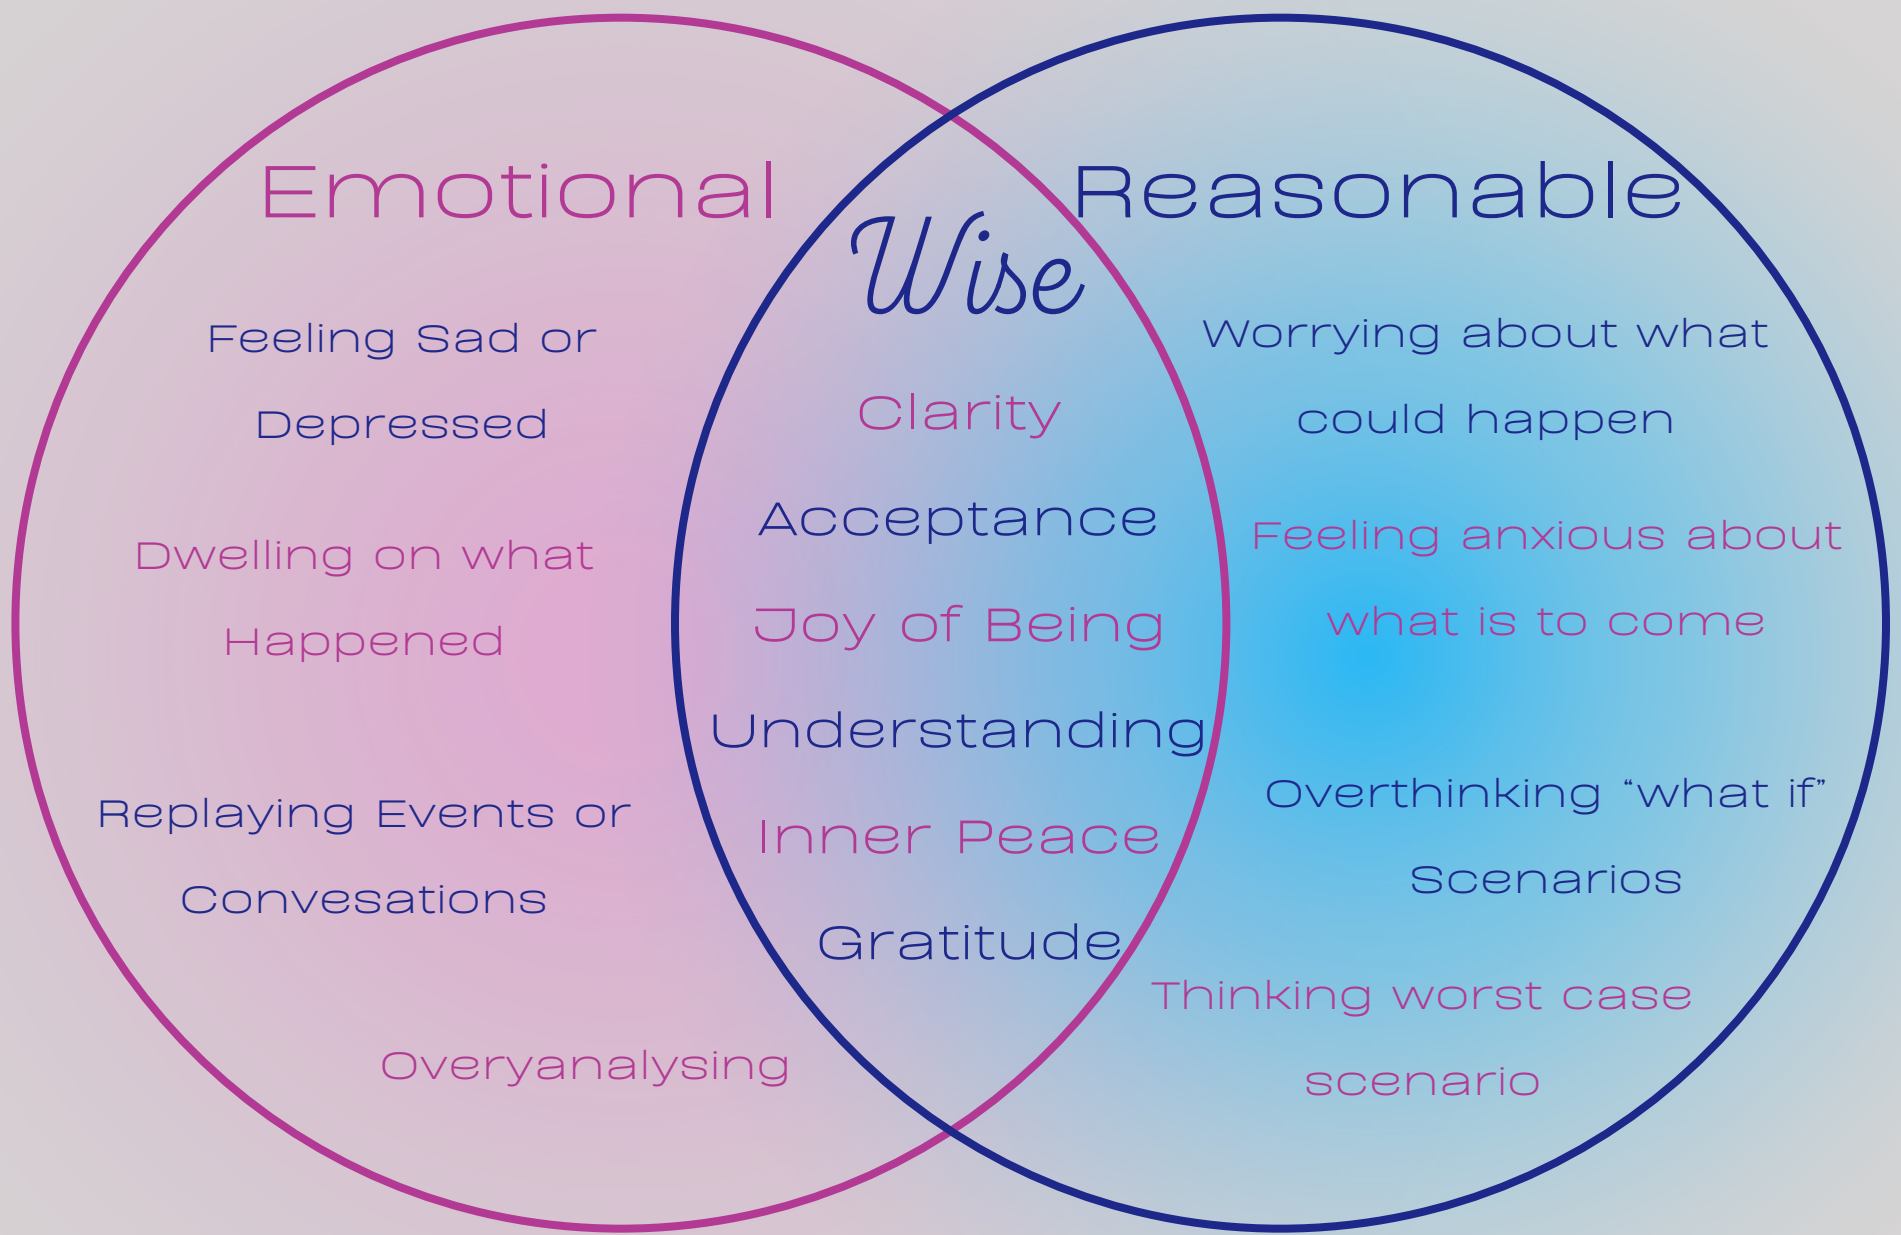 Emotional
Feeling Sad or
Depressed
Dwelling on what
Happened
Replaying Events or
Convesations
Overyanalysing
Wise
Clarity
Acceptance
Joy of Being
Understanding
Inner Peace
Gratitude
Reasonable
Worrying about what
could happen
Feeling anxious about
what is to come
Overthinking “what if”
Scenarios
Thinking worst case
scenario